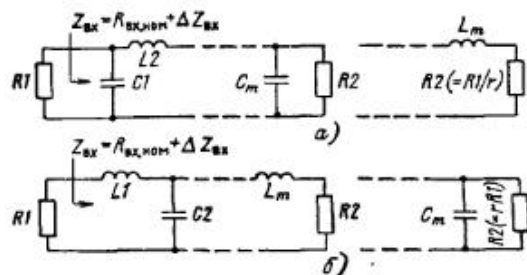 Zвх=Rвх,ном+ΔZвх
L2
Lm
R1
C1
Cm
R2
R2(=R1/r)
а)
Zвх=Rвх,ном+ΔZвх
L1
Lm
R1
C2
R2
Cm
R2(=rR1)
б)